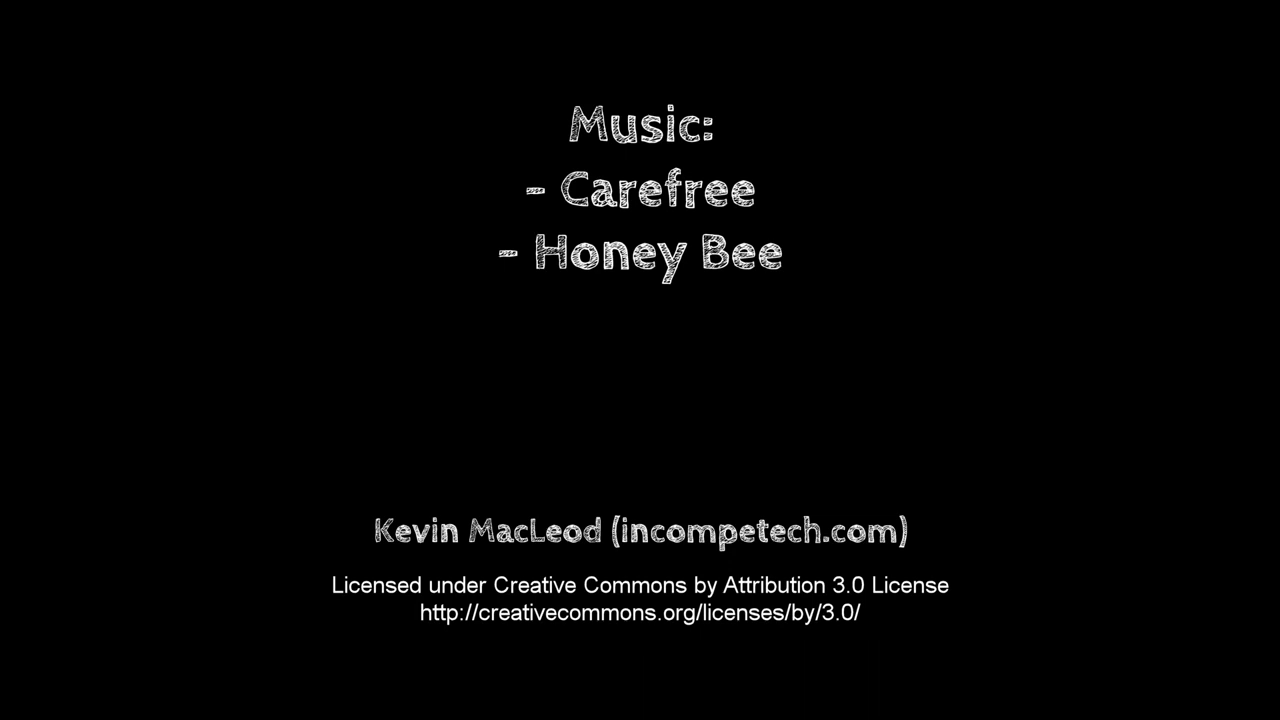 Music:
- Carefree
- Honey Bee
Kevin MacLeod (incompetech.com)
Licensed under Creative Commons by Attribution 3.0 License
http://creativecommons.org/licenses/by/3.0/